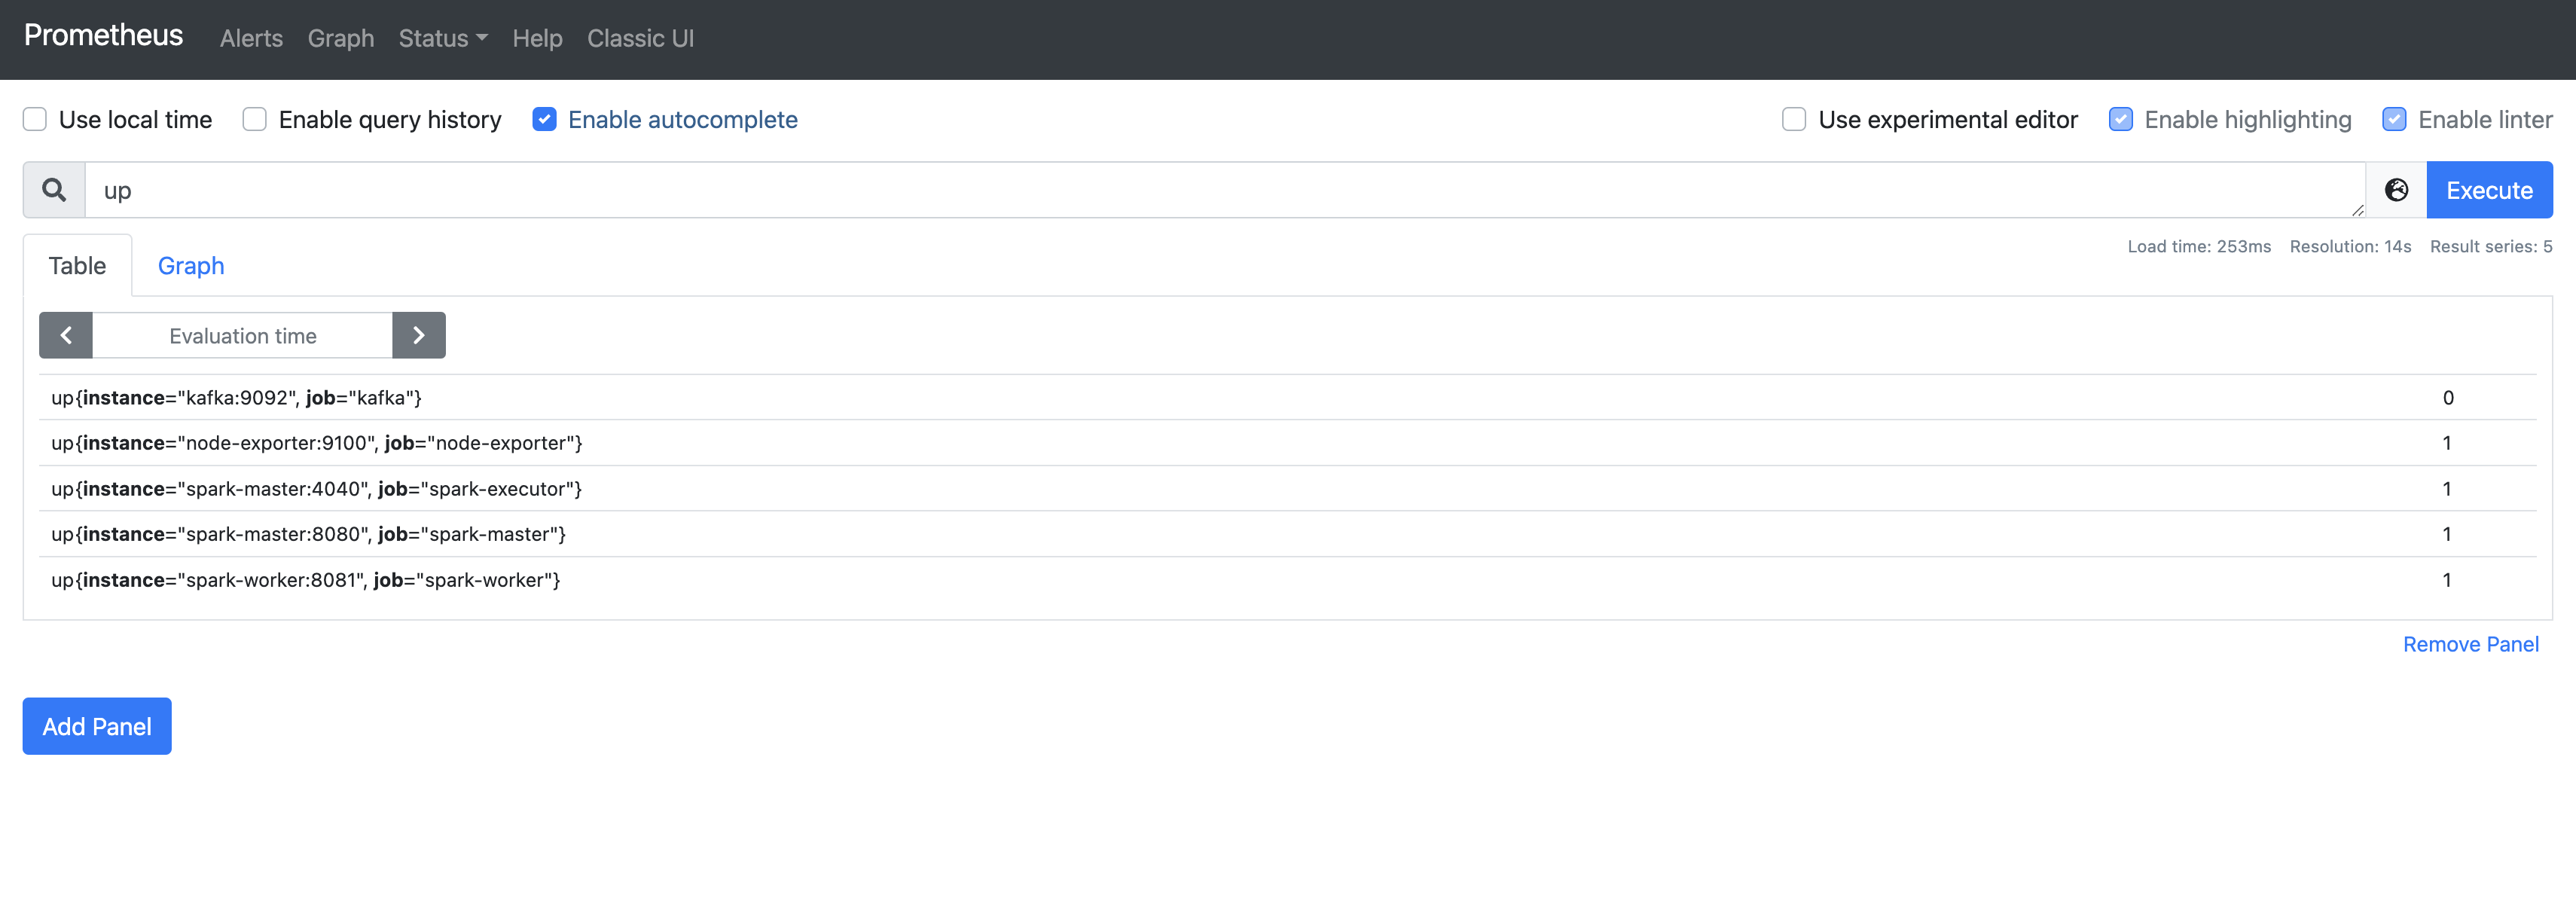 Prometheus Alerts Graph Status Help Classic UI
Use local time Enable query history Enable autocomplete Use experimental editor Enable highlighting Enable linter
up Execute
Table Graph Load time: 253ms Resolution: 14s Result series: 5
Evaluation time
up{instance="kafka:9092", job="kafka"} 0
up{instance="node-exporter:9100", job="node-exporter"} 1
up{instance="spark-master:4040", job="spark-executor"} 1
up{instance="spark-master:8080", job="spark-master"} 1
up{instance="spark-worker:8081", job="spark-worker"} 1
Remove Panel
Add Panel